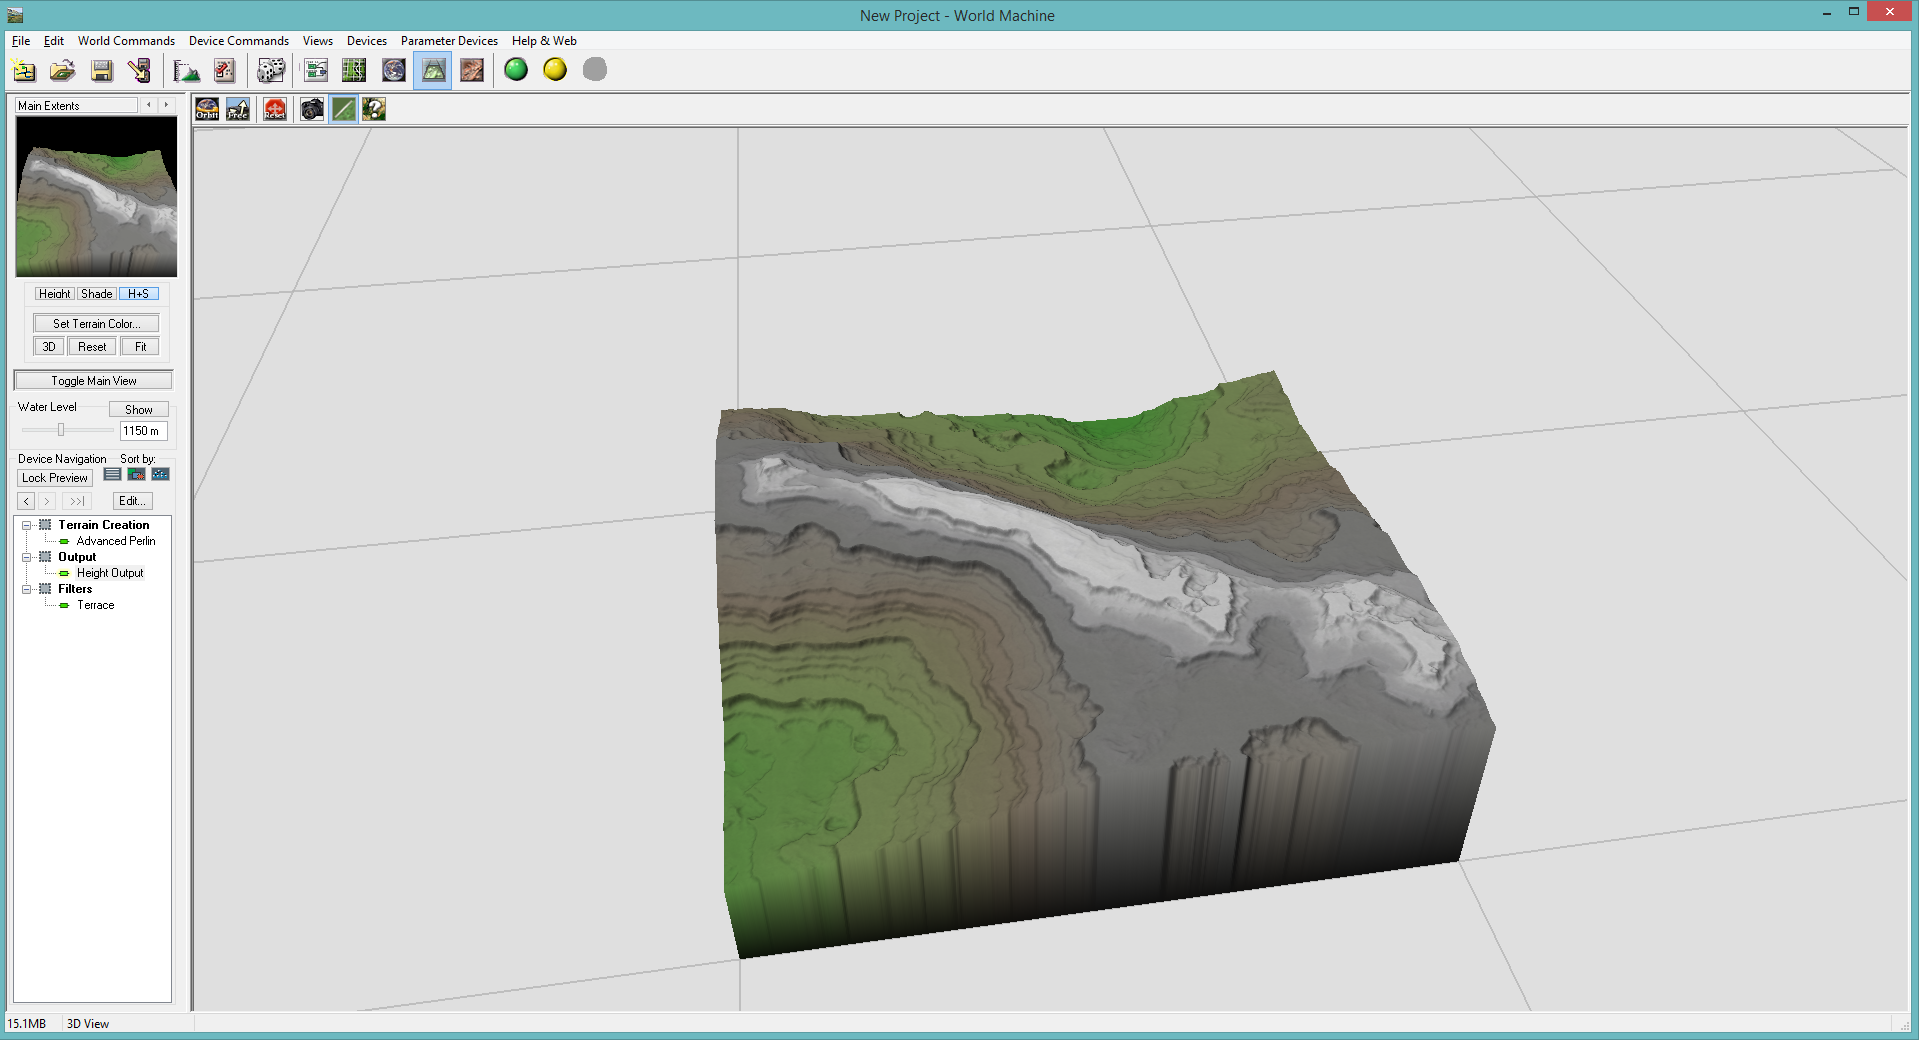 New Project - World Machine
File Edit World Commands Device Commands Views Devices Parameter Devices Help & Web
Main Extents
Orbit Free Reset
Height Shade H+S
Set Terrain Color...
3D Reset Fit
Toggle Main View
Water Level Show
1150 m
Device Navigation Sort by:
Lock Preview
< > >>| Edit...
Terrain Creation
Advanced Perlin
Output
Height Output
Filters
Terrace
15.1MB 3D View